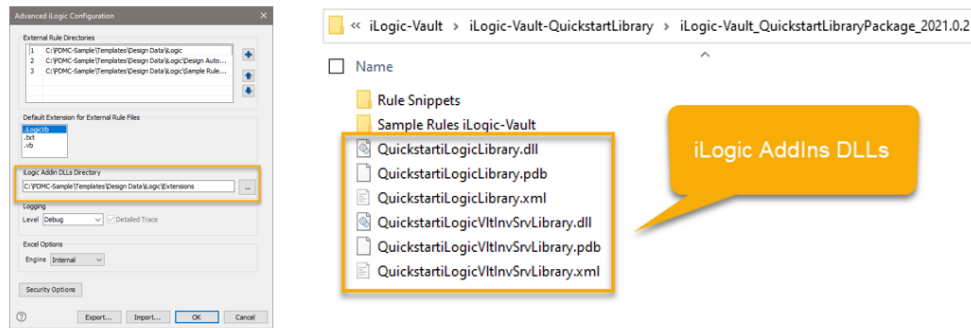 Advanced iLogic Configuration
External Rule Directories
1 C:\PDMC-Sample\Templates\Design Data\iLogic
2 C:\PDMC-Sample\Templates\Design Data\iLogic\Design Auto...
3 C:\PDMC-Sample\Templates\Design Data\iLogic\Sample Rule...
Default Extension for External Rule Files
.iLogicVb
.txt
.vb
iLogic Addin DLLs Directory
C:\PDMC-Sample\Templates\Design Data\iLogic\Extensions
...
Logging
Level Debug Detailed Trace
Excel Options
Engine Internal
Security Options
Export... Import... OK Cancel
« iLogic-Vault › iLogic-Vault-QuickstartLibrary › iLogic-Vault_QuickstartLibraryPackage_2021.0.2
Name
Rule Snippets
Sample Rules iLogic-Vault
QuickstartiLogicLibrary.dll
QuickstartiLogicLibrary.pdb
QuickstartiLogicLibrary.xml
QuickstartiLogicVltInvSrvLibrary.dll
QuickstartiLogicVltInvSrvLibrary.pdb
QuickstartiLogicVltInvSrvLibrary.xml
iLogic AddIns DLLs